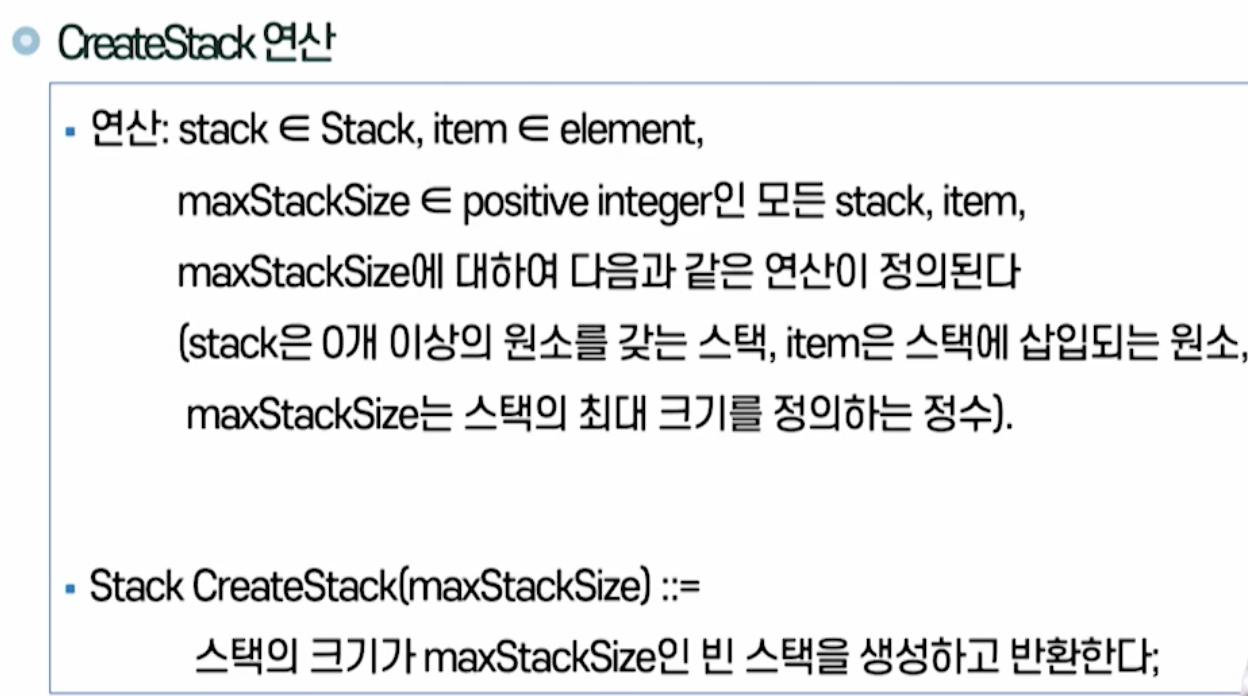 CreateStack 연산
연산: stack ∈ Stack, item ∈ element,
maxStackSize ∈ positive integer인 모든 stack, item,
maxStackSize에 대하여 다음과 같은 연산이 정의된다
(stack은 0개 이상의 원소를 갖는 스택, item은 스택에 삽입되는 원소,
maxStackSize는 스택의 최대 크기를 정의하는 정수).
Stack CreateStack(maxStackSize) ::=
스택의 크기가 maxStackSize인 빈 스택을 생성하고 반환한다;